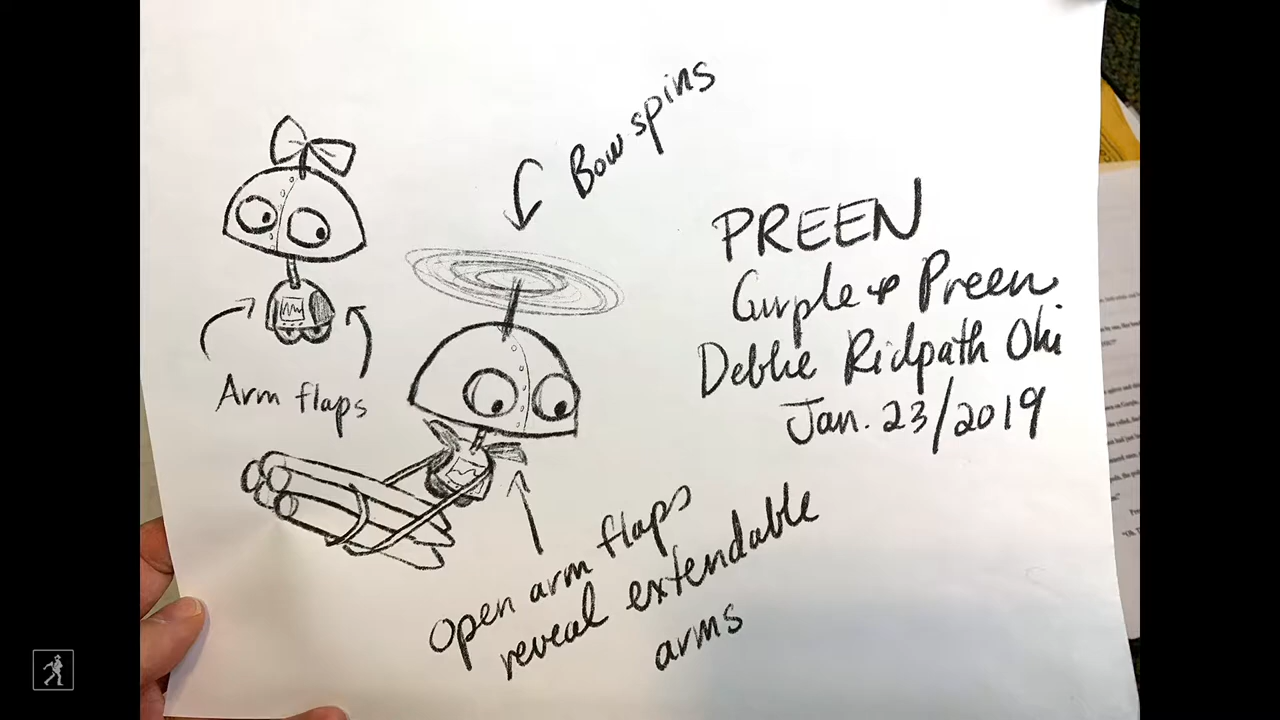 Bow spins
PREEN
Gurple & Preen
Debbie Ridpath Ohi
Jan. 23/2019
Arm flaps
Open arm flaps
reveal extendable
arms